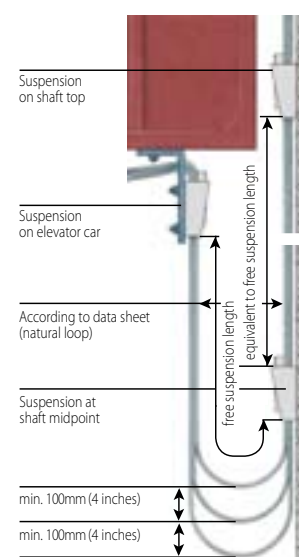 Suspension
on shaft top
Suspension
on elevator car
equivalent to free suspension length
free suspension length
According to data sheet
(natural loop)
Suspension at
shaft midpoint
min. 100mm (4 inches)
min. 100mm (4 inches)